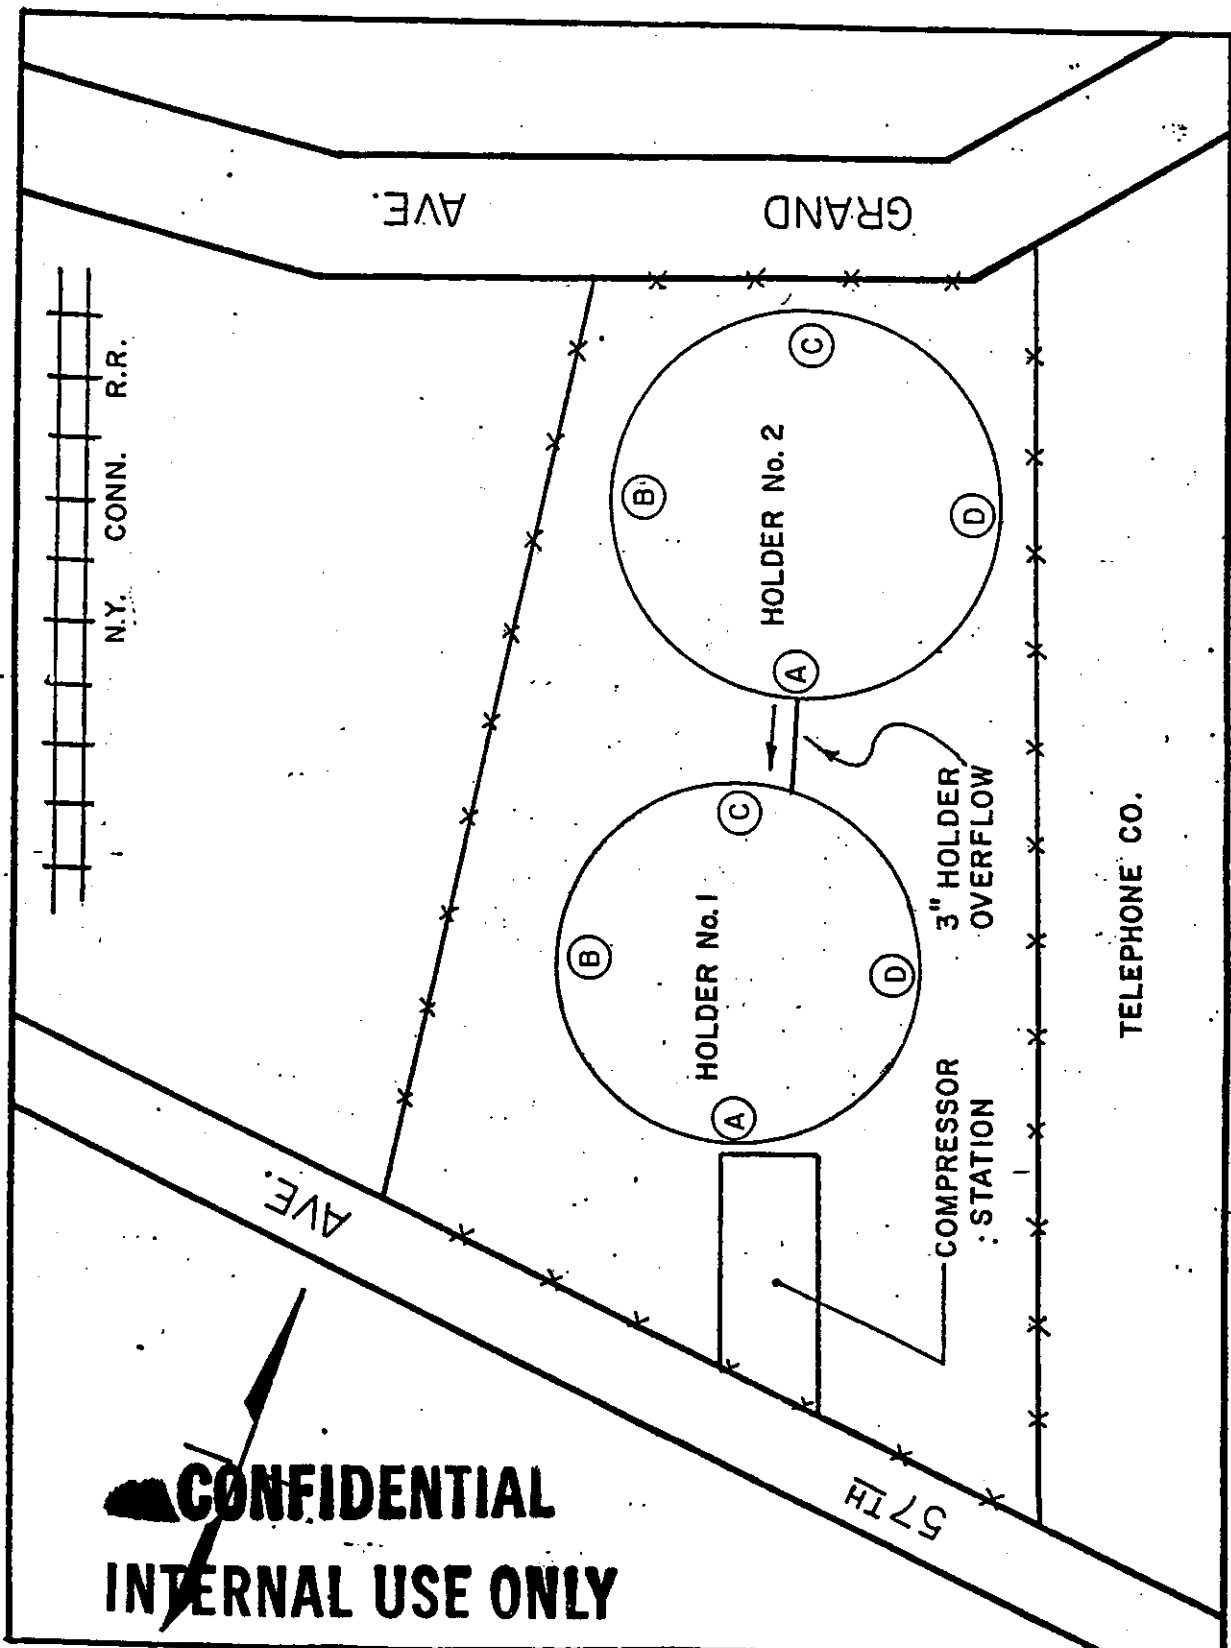 GRAND AVE.
N.Y. CONN. R.R.
B
C
HOLDER No. 2
D
A
B
C
HOLDER No. 1
D
A
3" HOLDER
OVERFLOW
TELEPHONE CO.
COMPRESSOR
STATION
57TH AVE.
CONFIDENTIAL
INTERNAL USE ONLY